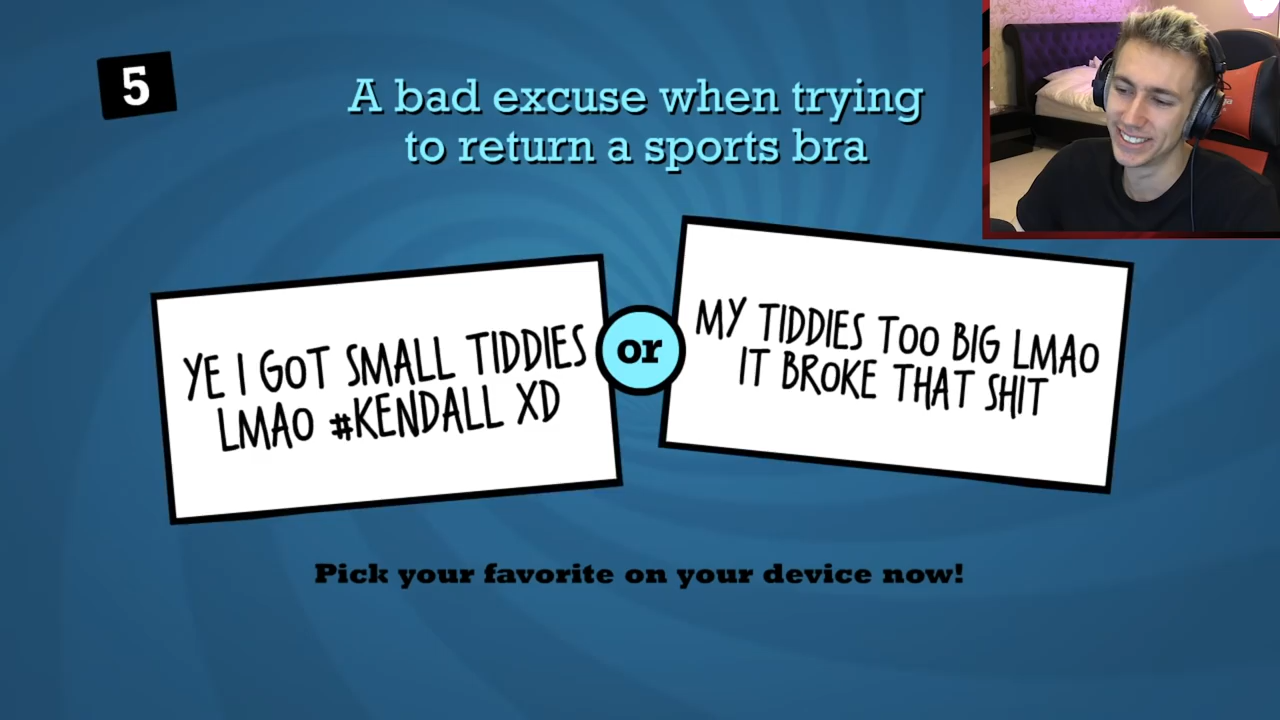 5
A bad excuse when trying
to return a sports bra
YE I GOT SMALL TIDDIES
LMAO #KENDALL XD
or
MY TIDDIES TOO BIG LMAO
IT BROKE THAT SHIT
Pick your favorite on your device now!